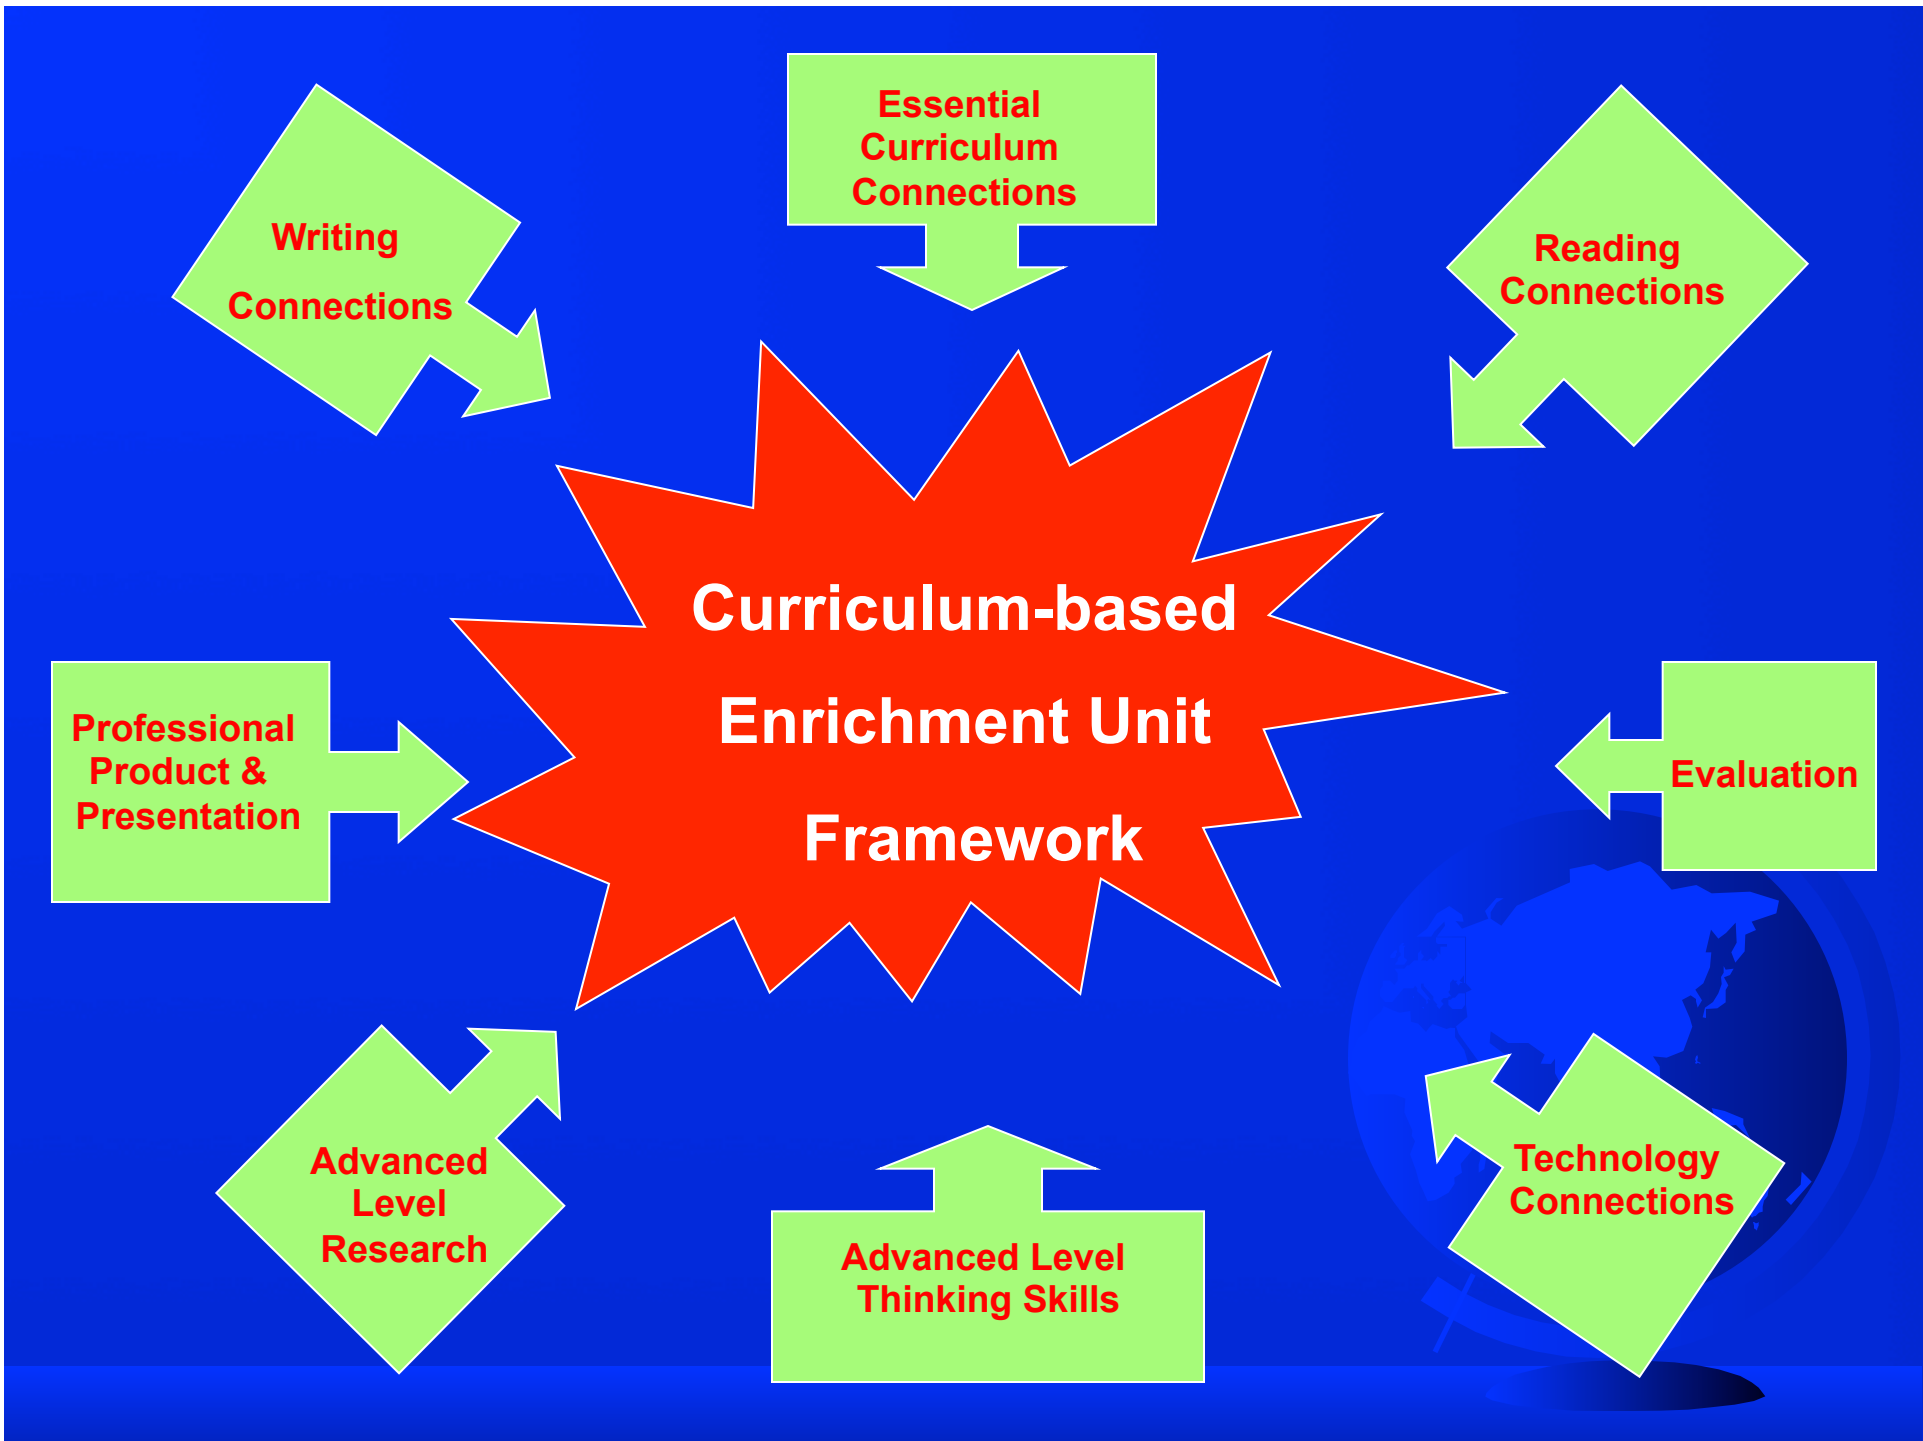 Essential
Curriculum
Connections
Writing
Connections
Reading
Connections
Curriculum-based
Enrichment Unit
Framework
Professional
Product &
Presentation
Evaluation
Advanced
Level
Research
Advanced Level
Thinking Skills
Technology
Connections